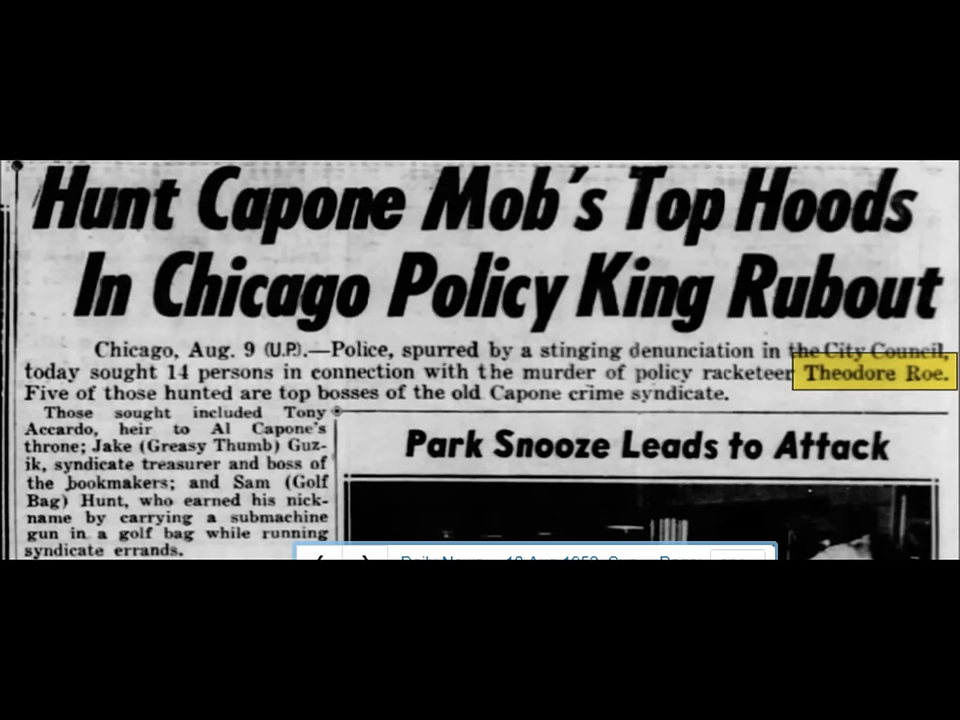 Hunt Capone Mob's Top Hoods
In Chicago Policy King Rubout
Chicago, Aug. 9 (U.P.).—Police, spurred by a stinging denunciation in the City Council,
today sought 14 persons in connection with the murder of policy racketeer Theodore Roe.
Five of those hunted are top bosses of the old Capone crime syndicate.
Those sought included Tony
Accardo, heir to Al Capone's
throne; Jake (Greasy Thumb) Guz-
ik, syndicate treasurer and boss of
the bookmakers; and Sam (Golf
Bag) Hunt, who earned his nick-
name by carrying a submachine
gun in a golf bag while running
syndicate errands.
Park Snooze Leads to Attack